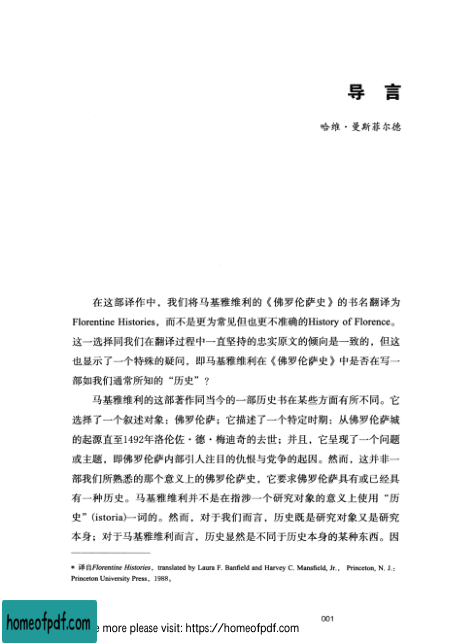 导 言
哈维·曼斯菲尔德
在这部译作中，我们将马基雅维利的《佛罗伦萨史》的书名翻译为
Florentine Histories，而不是更为常见但也更不准确的History of Florence。
这一选择同我们在翻译过程中一直坚持的忠实原文的倾向是一致的，但这
也显示了一个特殊的疑问，即马基雅维利在《佛罗伦萨史》中是否在写一
部如我们通常所知的“历史”？
马基雅维利的这部著作同当今的一部历史书在某些方面有所不同。它
选择了一个叙述对象：佛罗伦萨；它描述了一个特定时期：从佛罗伦萨城
的起源直至1492年洛伦佐·德·梅迪奇的去世；并且，它呈现了一个问题
或主题，即佛罗伦萨内部引人注目的仇恨与党争的起因。然而，这并非一
部我们所熟悉的那个意义上的佛罗伦萨史，它要求佛罗伦萨具有或已经具
有一种历史。马基雅维利并不是在指涉一个研究对象的意义上使用“历
史”(istoria)一词的。然而，对于我们而言，历史既是研究对象又是研究
本身；对于马基雅维利而言，历史显然是不同于历史本身的某种东西。因
* 译自Florentine Histories，translated by Laura F. Banfield and Harvey C. Mansfield, Jr.， Princeton, N. J.：
Princeton University Press，1988。
001
homeofpdf.com
e more please visit: https://homeofpdf.com